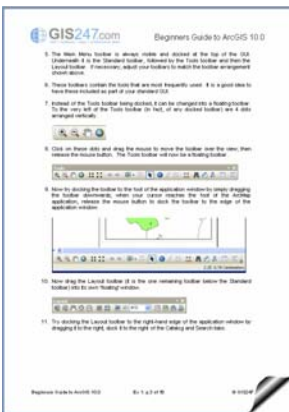 GIS247.com
Beginners Guide to ArcGIS 10.0
5. The Main Menu toolbar is always visible and docked at the top of the GUI.
Underneath it is the Standard toolbar, followed by the Tools toolbar and then the
Layout toolbar. If necessary, adjust your toolbars to match the toolbar arrangement
shown above.
6. These toolbars contain the tools that are most frequently used. It is a good idea to
have these included as part of your standard GUI.
7. Instead of the Tools toolbar being docked, it can be changed into a floating toolbar.
To the very left of the Tools toolbar (in fact, of any docked toolbar) are 4 dots
arranged vertically.
8. Click on these dots and drag the mouse to move the toolbar over the view, then
release the mouse button. The Tools toolbar will now be a floating toolbar.
9. Now try docking the toolbar to the foot of the application window by simply dragging
the toolbar downwards, when your cursor reaches the foot of the ArcMap
application, release the mouse button to dock the toolbar to the edge of the
application window.
10. Now drag the Layout toolbar (it is the one remaining toolbar below the Standard
toolbar) into its own 'floating' window.
11. Try docking the Layout toolbar to the right-hand edge of the application window by
dragging it to the right, dock it to the right of the Catalog and Search tabs.
Beginners Guide to ArcGIS 10.0
© GIS247